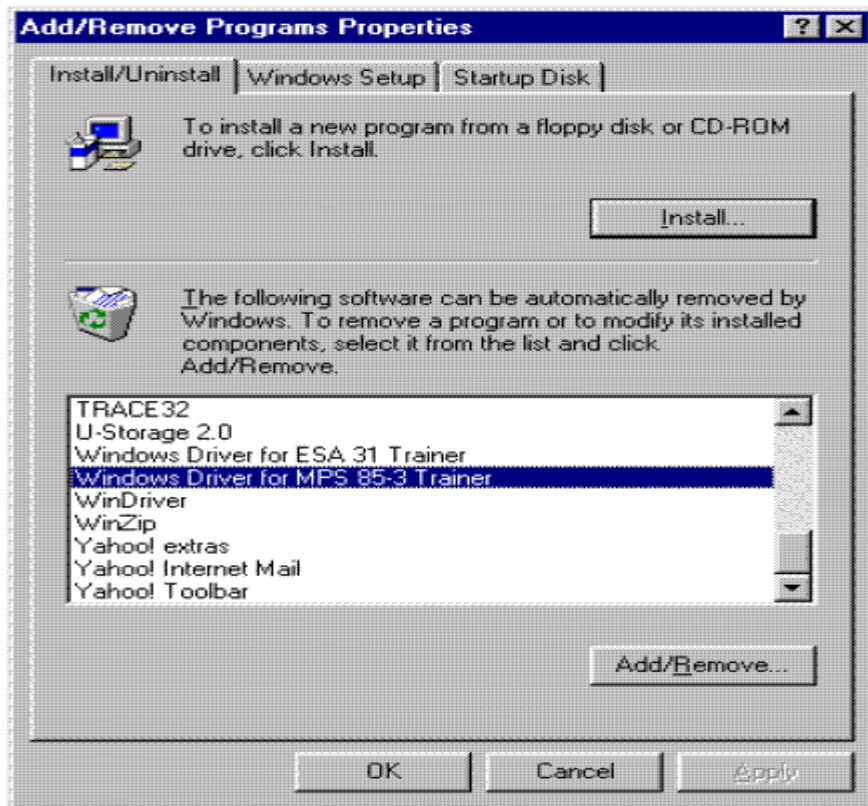 Add/Remove Programs Properties
Install/Uninstall Windows Setup Startup Disk
To install a new program from a floppy disk or CD-ROM
drive, click Install.
Install...
The following software can be automatically removed by
Windows. To remove a program or to modify its installed
components, select it from the list and click
Add/Remove.
TRACE32
U-Storage 2.0
Windows Driver for ESA 31 Trainer
Windows Driver for MPS 85-3 Trainer
WinDriver
WinZip
Yahoo! extras
Yahoo! Internet Mail
Yahoo! Toolbar
Add/Remove...
OK Cancel Apply